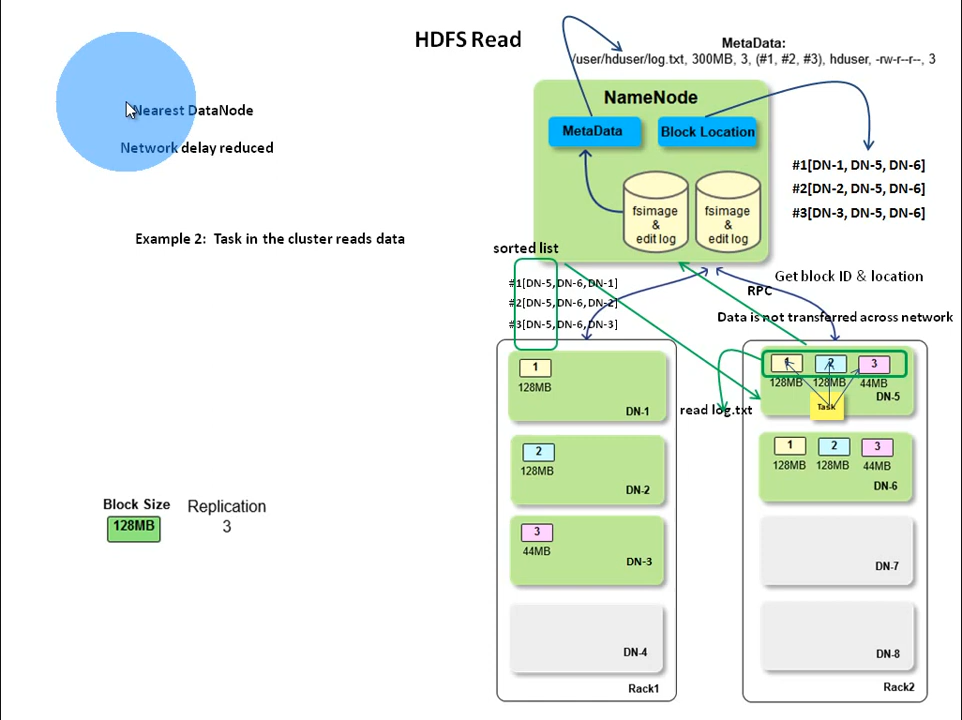 HDFS Read
MetaData:
/user/hduser/log.txt, 300MB, 3, (#1, #2, #3), hduser, -rw-r--r--, 3
NameNode
MetaData
Block Location
Nearest DataNode
Network delay reduced
#1[DN-1, DN-5, DN-6]
#2[DN-2, DN-5, DN-6]
#3[DN-3, DN-5, DN-6]
fsimage
&
edit log
fsimage
&
edit log
Example 2: Task in the cluster reads data
sorted list
#1[DN-5,DN-6,DN-1]
#2[DN-5,DN-6,DN-2]
#3[DN-5,DN-6,DN-3]
Get block ID & location
RPC
Data is not transferred across network
1
128MB
DN-1
2
128MB
DN-2
3
44MB
DN-3
DN-4
Rack1
read log.txt
1
2
3
128MB
128MB
44MB
DN-5
Task
1
2
3
128MB
128MB
44MB
DN-6
DN-7
DN-8
Rack2
Block Size
128MB
Replication
3